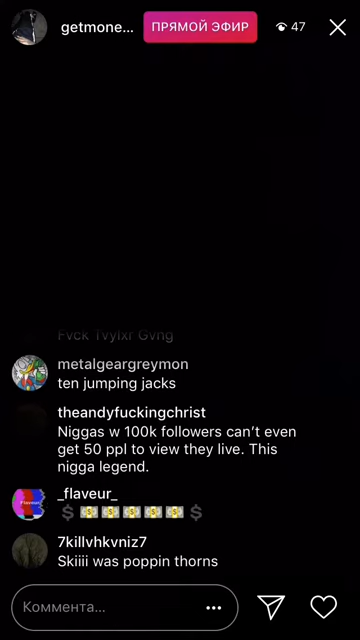 getmone... ПРЯМОЙ ЭФИР 47
Fvck Tvylxr Gvng
metalgeargreymon
ten jumping jacks
theandyfuckingchrist
Niggas w 100k followers can't even
get 50 ppl to view they live. This
nigga legend.
_flaveur_
7killvhkvniz7
Skiiii was poppin thorns
Коммента...